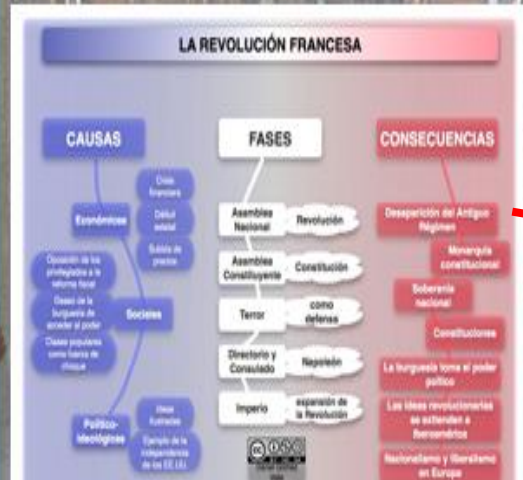 LA REVOLUCIÓN FRANCESA
CAUSAS
Económicas
Crisis
financiera
Déficit
estatal
Subida de
precios
Sociales
Oposición de los
privilegiados a la
reforma fiscal
Deseo de la
burguesía de
acceder al poder
Clases populares
como fuerza de
choque
Político-
ideológicas
Ideas
ilustradas
Ejemplo de la
independencia
de los EE.UU.
FASES
Asamblea
Nacional
Revolución
Asamblea
Constituyente
Constitución
Terror
como
defensa
Directorio y
Consulado
Napoleón
Imperio
expansión de
la Revolución
CONSECUENCIAS
Desaparición del Antiguo
Régimen
Monarquía
constitucional
Soberanía
nacional
Constituciones
La burguesía toma el poder
político
Las ideas revolucionarias
se extienden a
Iberoamérica
Nacionalismo y liberalismo
en Europa